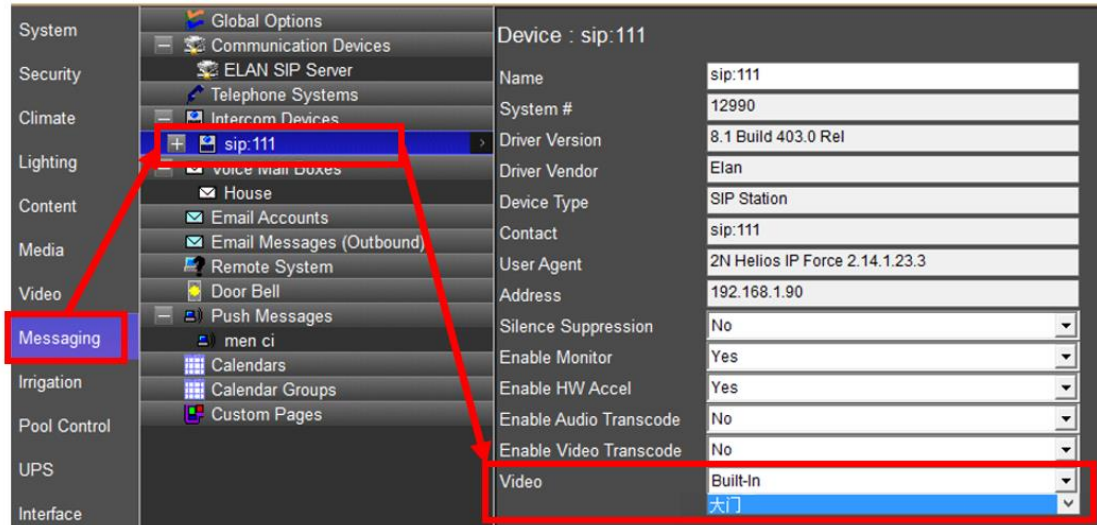 System
Security
Climate
Lighting
Content
Media
Video
Messaging
Irrigation
Pool Control
UPS
Interface
Global Options
Communication Devices
ELAN SIP Server
Telephone Systems
Intercom Devices
sip:111
Voice Mail Boxes
House
Email Accounts
Email Messages (Outbound)
Remote System
Door Bell
Push Messages
men ci
Calendars
Calendar Groups
Custom Pages
Device : sip:111
Name sip:111
System # 12990
Driver Version 8.1 Build 403.0 Rel
Driver Vendor Elan
Device Type SIP Station
Contact sip:111
User Agent 2N Helios IP Force 2.14.1.23.3
Address 192.168.1.90
Silence Suppression No
Enable Monitor Yes
Enable HW Accel Yes
Enable Audio Transcode No
Enable Video Transcode No
Video Built-In
大门